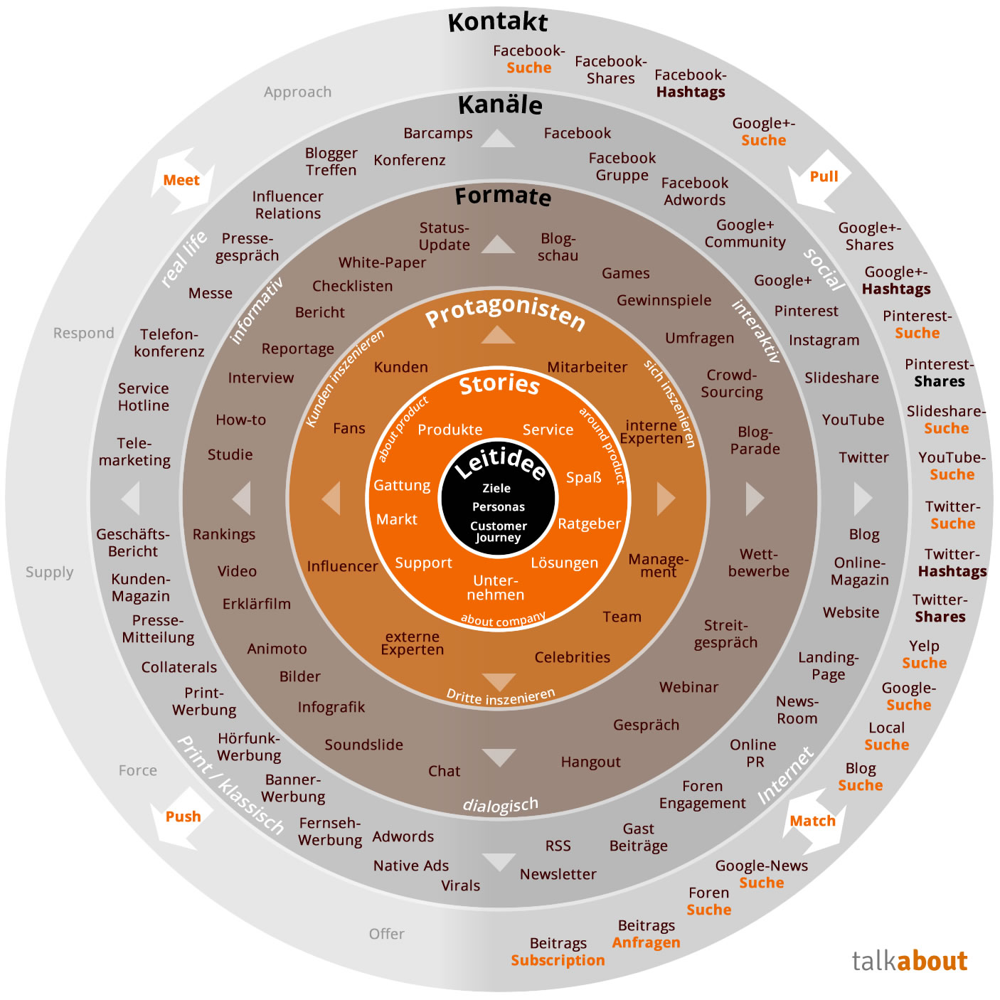 Kontakt
Facebook-
Suche
Facebook-
Shares
Facebook-
Hashtags
Google+-
Suche
Pull
Google+-
Shares
Google+-
Hashtags
Pinterest-
Suche
Pinterest-
Shares
Slideshare-
Suche
YouTube-
Suche
Twitter-
Suche
Twitter-
Hashtags
Twitter-
Shares
Yelp
Suche
Google-
Suche
Local
Suche
Blog
Suche
Match
Google-News
Suche
Foren
Suche
Beitrags
Anfragen
Beitrags
Subscription
Offer
Push
Force
Supply
Respond
Meet
Approach
Kanäle
Facebook
Facebook
Gruppe
Facebook
Adwords
Google+
Community
social
Google+
Pinterest
Instagram
Slideshare
YouTube
Twitter
Blog
Online-
Magazin
Website
Landing-
Page
News-
Room
Online
PR
Internet
Foren
Engagement
Gast
Beiträge
RSS
Newsletter
Virals
Native Ads
Adwords
Fernseh-
Werbung
Banner-
Werbung
Print / klassisch
Hörfunk-
Werbung
Print-
Werbung
Collaterals
Presse-
Mitteilung
Kunden-
Magazin
Geschäfts-
Bericht
Tele-
marketing
Service
Hotline
Telefon-
konferenz
Messe
real life
Presse-
gespräch
Influencer
Relations
Blogger
Treffen
Konferenz
Barcamps
Formate
Blog-
schau
Games
Gewinnspiele
interaktiv
Umfragen
Crowd-
Sourcing
Blog-
Parade
Wett-
bewerbe
Streit-
gespräch
Webinar
Gespräch
Hangout
dialogisch
Chat
Soundslide
Infografik
Bilder
Animoto
Erklärfilm
Video
Rankings
Studie
How-to
Interview
Reportage
informativ
Bericht
Checklisten
White-Paper
Status-
Update
Protagonisten
Mitarbeiter
sich inszenieren
interne
Experten
Manage-
ment
Team
Celebrities
Dritte inszenieren
externe
Experten
Influencer
Fans
Kunden inszenieren
Kunden
Stories
Service
around product
Spaß
Ratgeber
Lösungen
Unter-
nehmen
about company
Support
Markt
Gattung
about product
Produkte
Leitidee
Ziele
Personas
Customer
Journey
talkabout